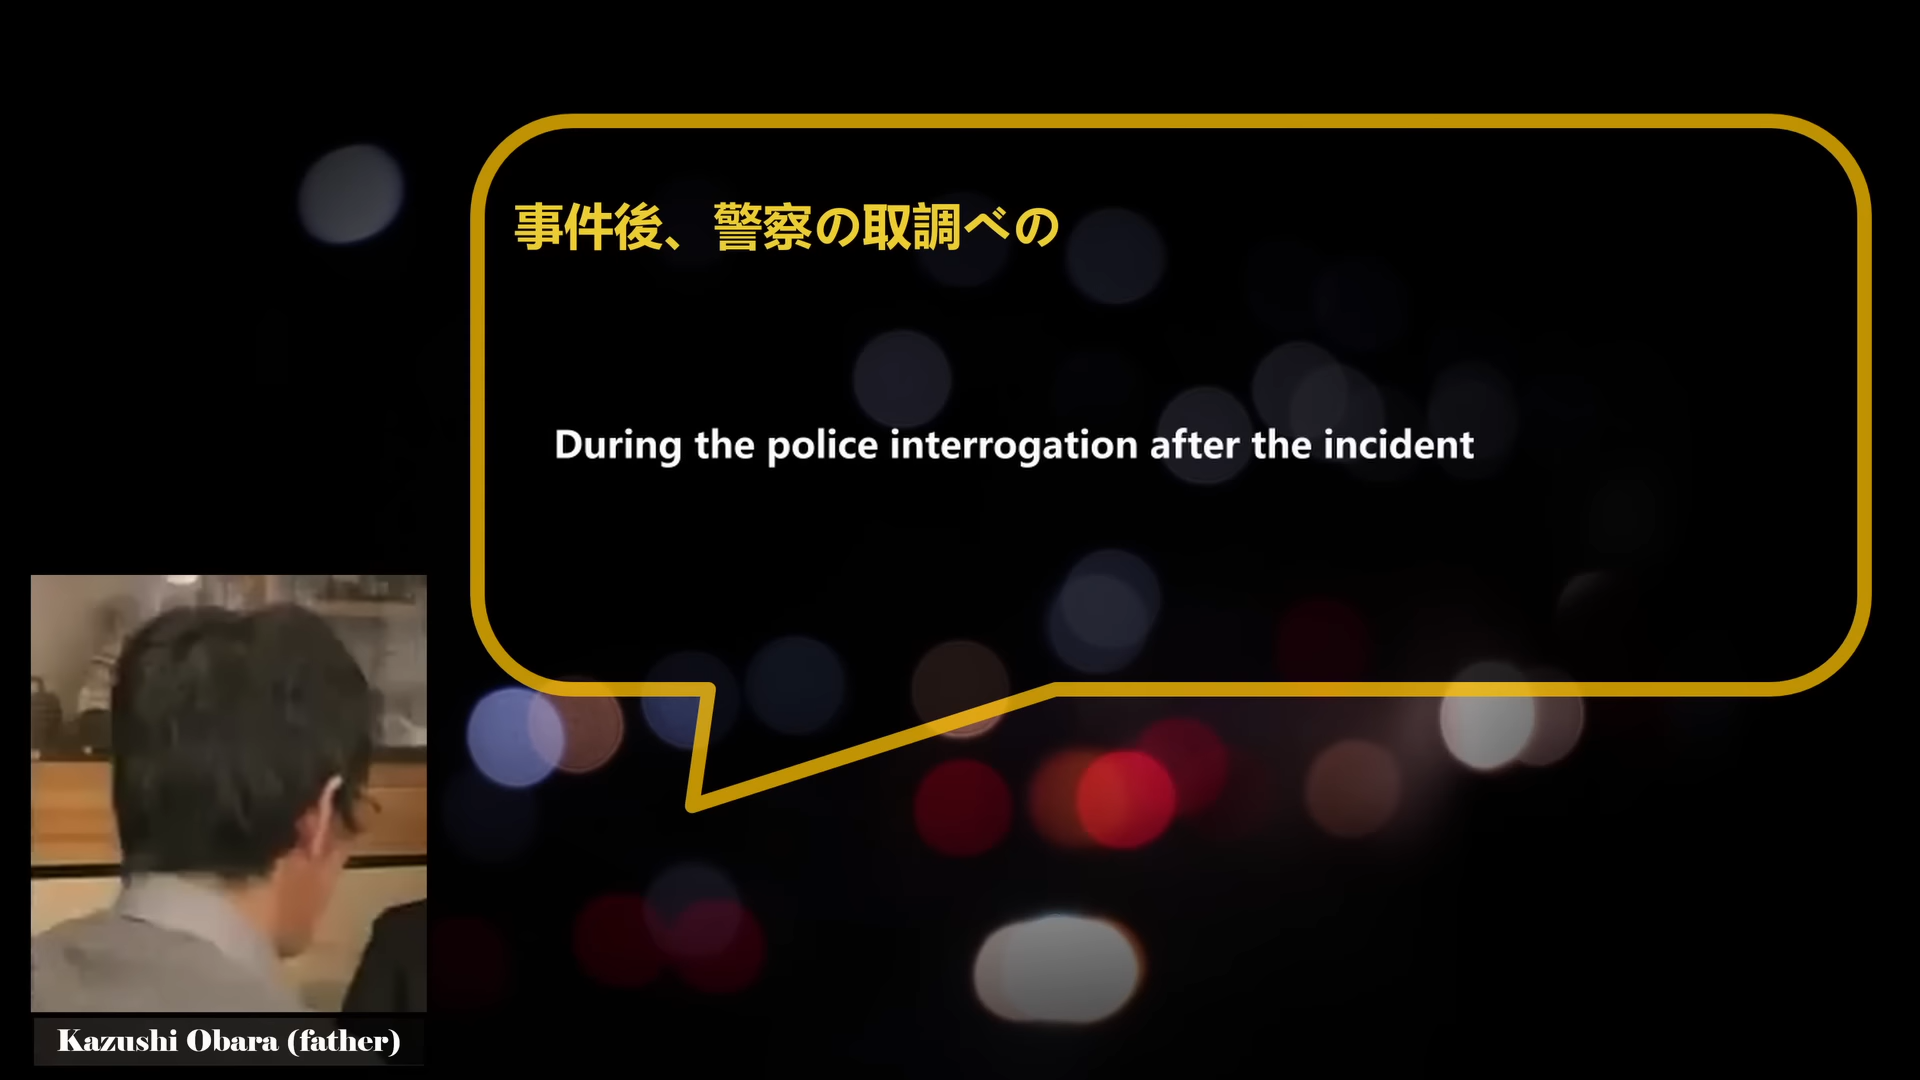 事件後、警察の取調べの
During the police interrogation after the incident
Kazushi Obara (father)